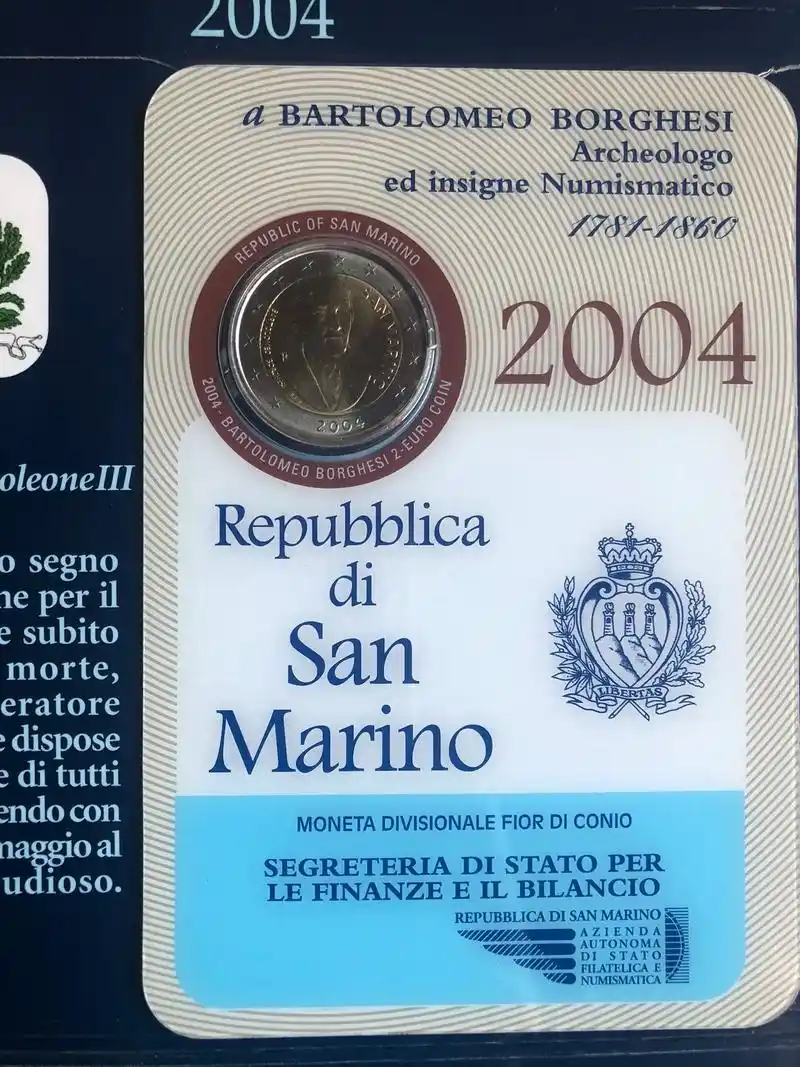 2004
a BARTOLOMEO BORGHESI
Archeologo
ed insigne Numismatico
1781-1860
REPUBLIC OF SAN MARINO
SAN MARINO
2004
2004 - BARTOLOMEO BORGHESI 2-EURO COIN
2004
Repubblica
di
San
Marino
LIBERTAS
MONETA DIVISIONALE FIOR DI CONIO
SEGRETERIA DI STATO PER
LE FINANZE E IL BILANCIO
REPUBBLICA DI SAN MARINO
AZIENDA
AUTONOMA
DI STATO
FILATELICA E
NUMISMATICA
oleone III
o segno
ne per il
e subito
morte,
eratore
e dispose
e di tutti
endo con
maggio al
udioso.